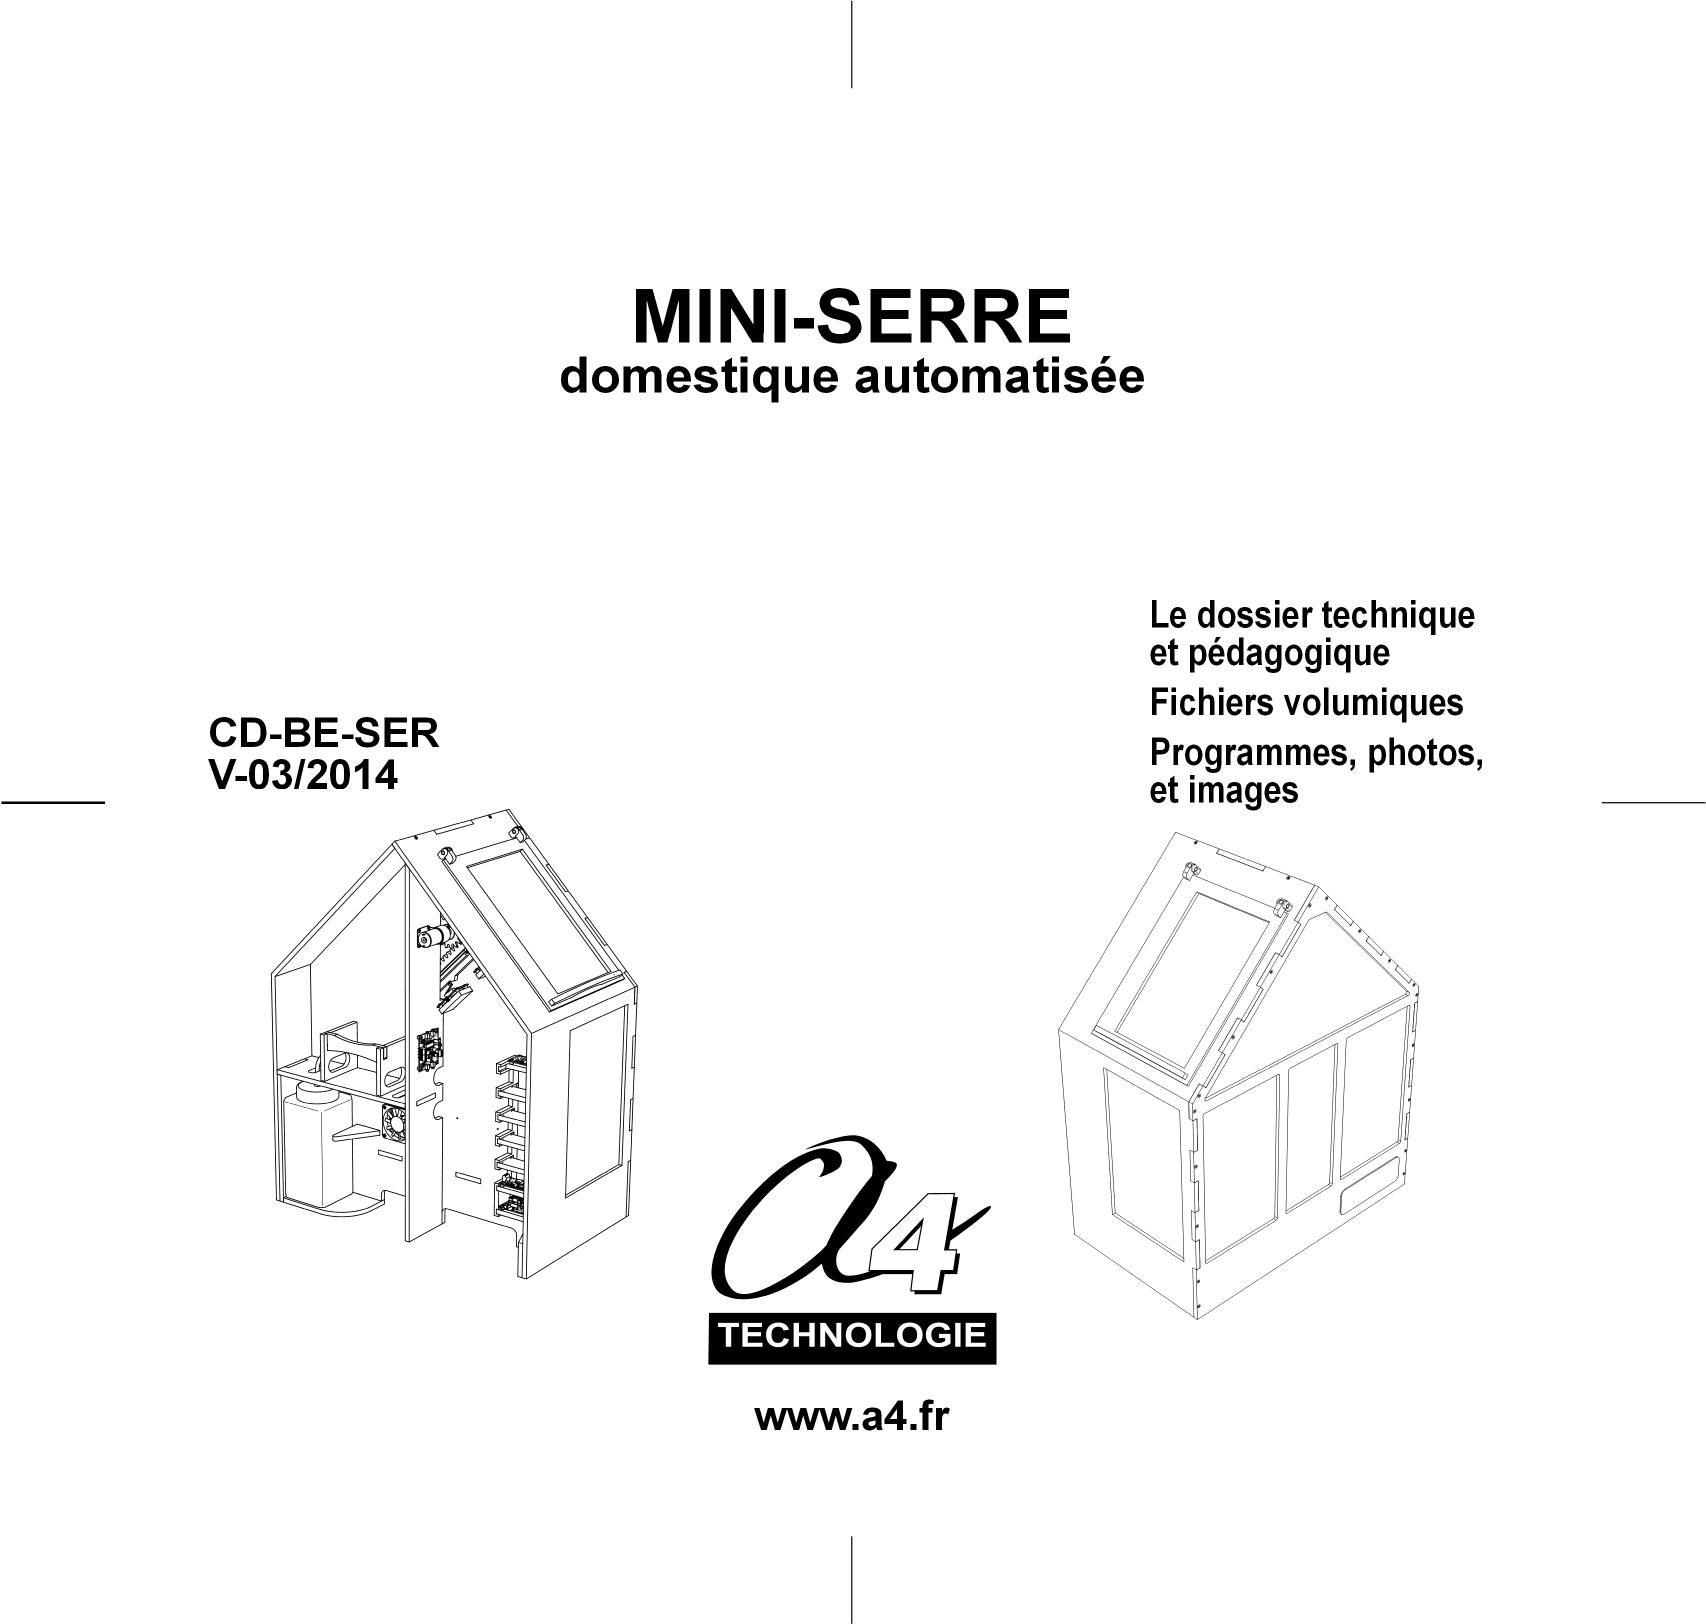 MINI-SERRE
domestique automatisée
Le dossier technique
et pédagogique
Fichiers volumiques
Programmes, photos,
et images
CD-BE-SER
V-03/2014
a4
TECHNOLOGIE
www.a4.fr